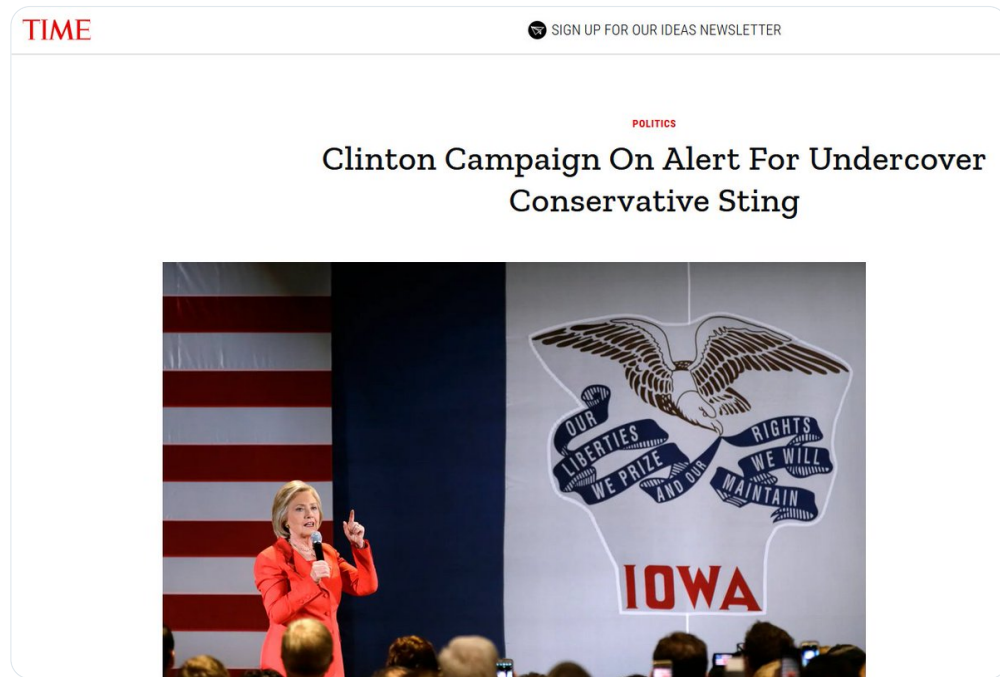 TIME
SIGN UP FOR OUR IDEAS NEWSLETTER
POLITICS
Clinton Campaign On Alert For Undercover
Conservative Sting
OUR
LIBERTIES
WE PRIZE
AND OUR
RIGHTS
WE WILL
MAINTAIN
IOWA